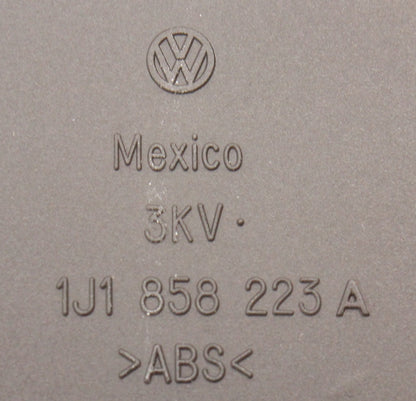 Mexico
3KV·
1J1 858 223 A
>ABS<